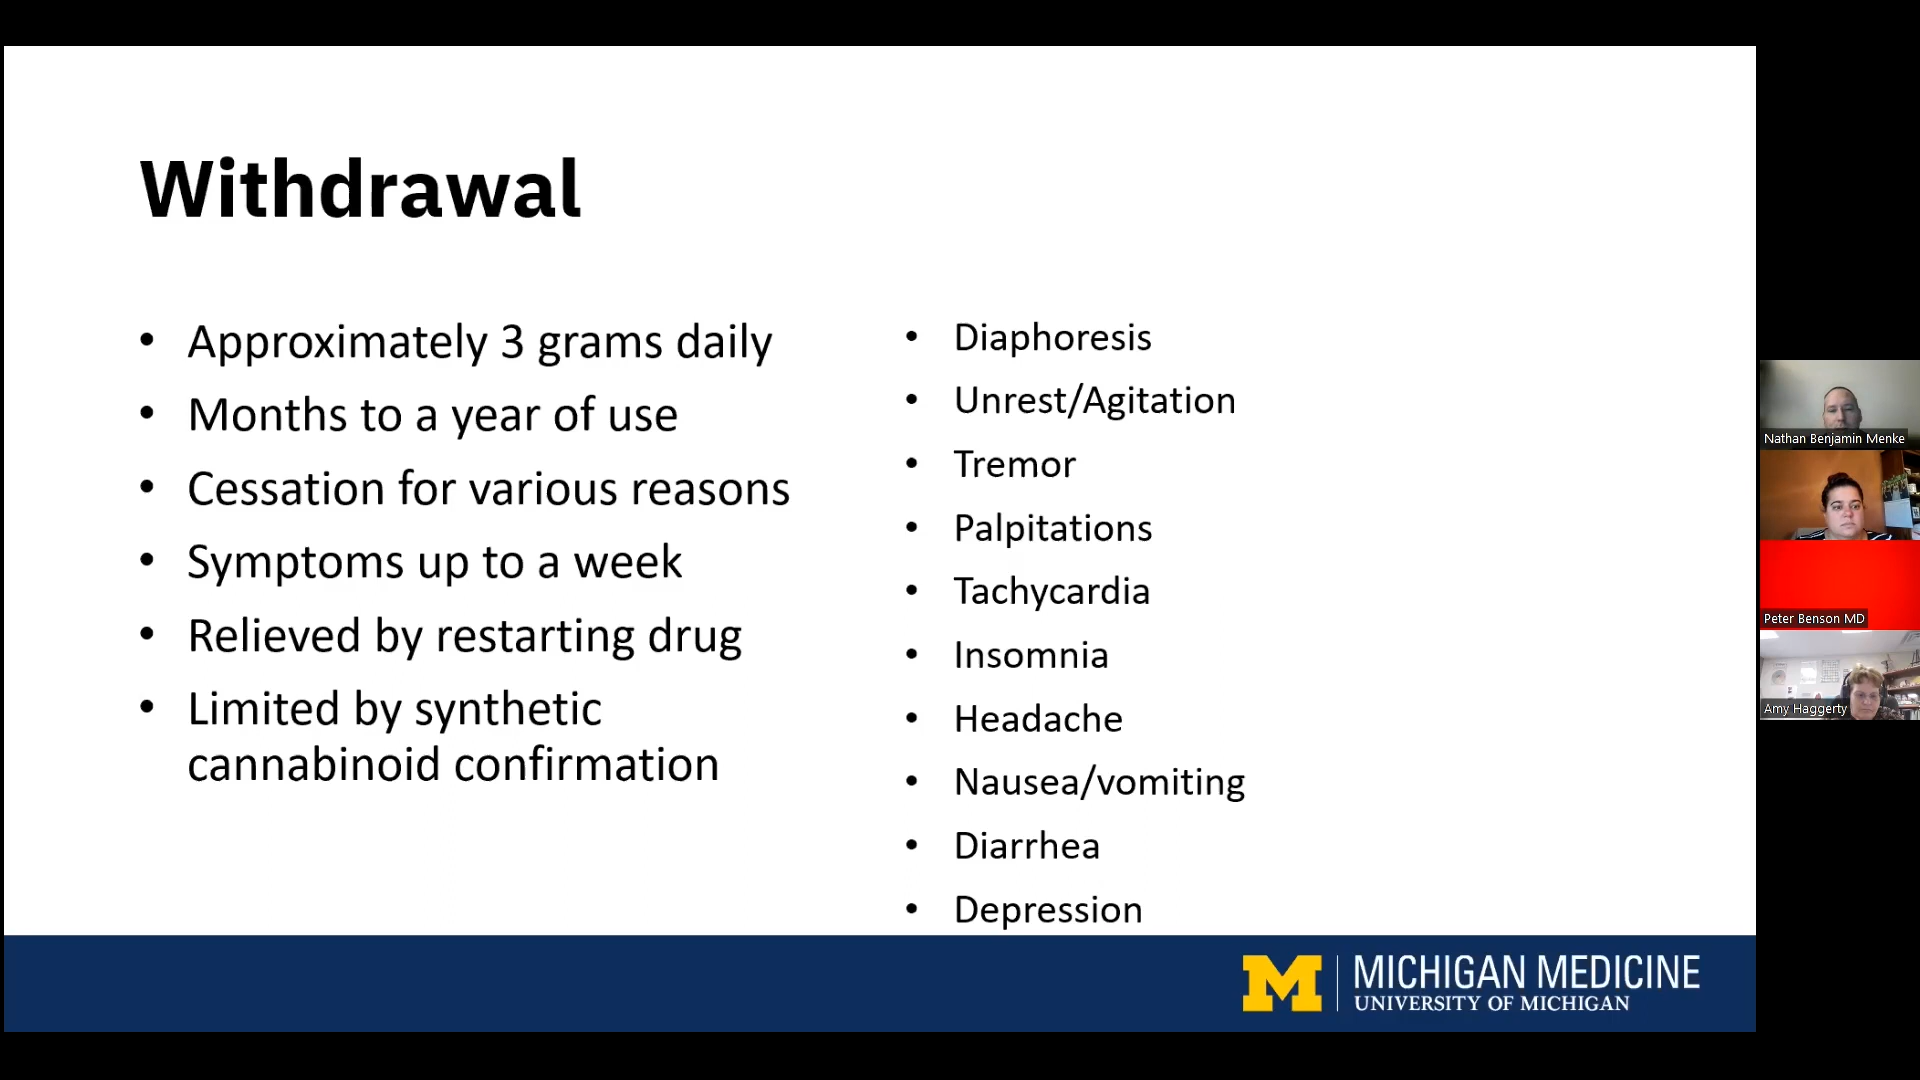 Withdrawal
• Approximately 3 grams daily
• Months to a year of use
• Cessation for various reasons
• Symptoms up to a week
• Relieved by restarting drug
• Limited by synthetic
cannabinoid confirmation
• Diaphoresis
• Unrest/Agitation
• Tremor
• Palpitations
• Tachycardia
• Insomnia
• Headache
• Nausea/vomiting
• Diarrhea
• Depression
M
MICHIGAN MEDICINE
UNIVERSITY OF MICHIGAN
Nathan Benjamin Menke
Peter Benson MD
Amy Haggerty